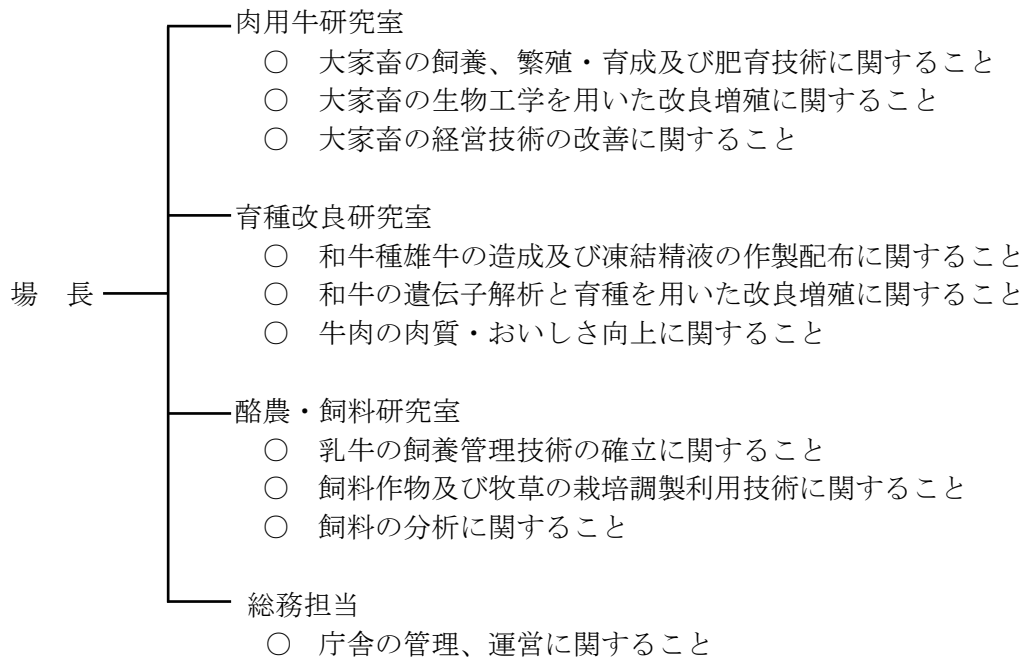 肉用牛研究室
○ 大家畜の飼養、繁殖・育成及び肥育技術に関すること
○ 大家畜の生物工学を用いた改良増殖に関すること
○ 大家畜の経営技術の改善に関すること
育種改良研究室
○ 和牛種雄牛の造成及び凍結精液の作製配布に関すること
場 長
○ 和牛の遺伝子解析と育種を用いた改良増殖に関すること
○ 牛肉の肉質・おいしさ向上に関すること
酪農・飼料研究室
○ 乳牛の飼養管理技術の確立に関すること
○ 飼料作物及び牧草の栽培調製利用技術に関すること
○ 飼料の分析に関すること
総務担当
○ 庁舎の管理、運営に関すること